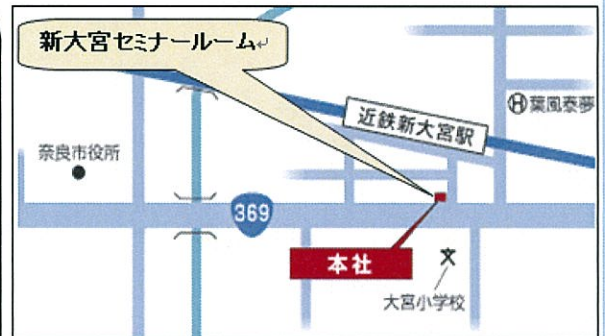 新大宮セミナールーム
近鉄新大宮駅
Ⓗ葉風泰夢
奈良市役所
369
本社
文
大宮小学校